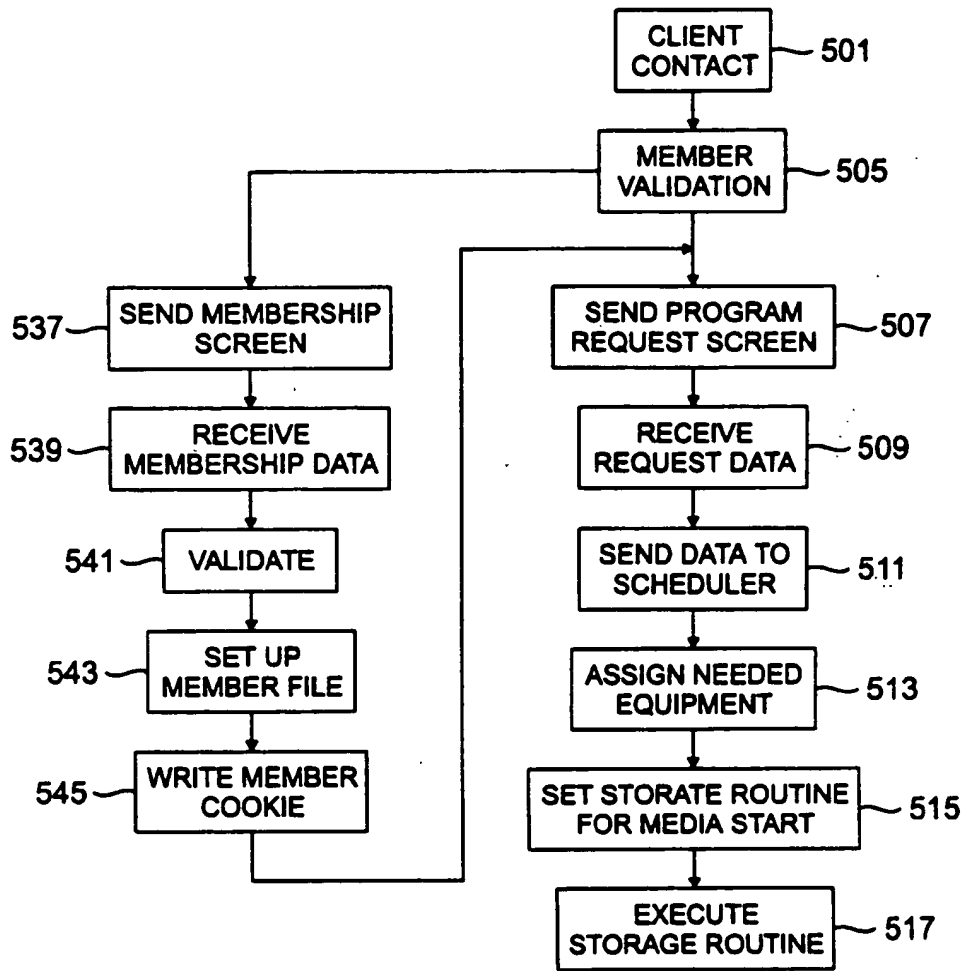 CLIENT
CONTACT
501
MEMBER
VALIDATION
505
537
SEND MEMBERSHIP
SCREEN
539
RECEIVE
MEMBERSHIP DATA
541
VALIDATE
543
SET UP
MEMBER FILE
545
WRITE MEMBER
COOKIE
SEND PROGRAM
REQUEST SCREEN
507
RECEIVE
REQUEST DATA
509
SEND DATA TO
SCHEDULER
511
ASSIGN NEEDED
EQUIPMENT
513
SET STORATE ROUTINE
FOR MEDIA START
515
EXECUTE
STORAGE ROUTINE
517